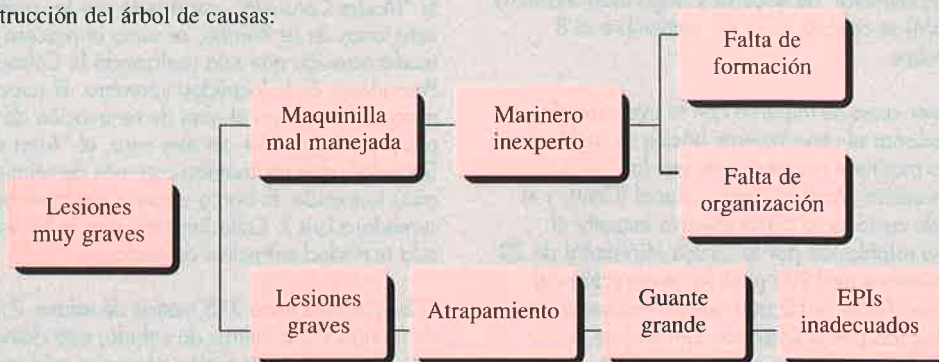 trucción del árbol de causas:
Falta de
formación
Maquinilla
mal manejada
Marinero
inexperto
Falta de
organización
Lesiones
muy graves
Lesiones
graves
Atrapamiento
Guante
grande
EPIs
inadecuados